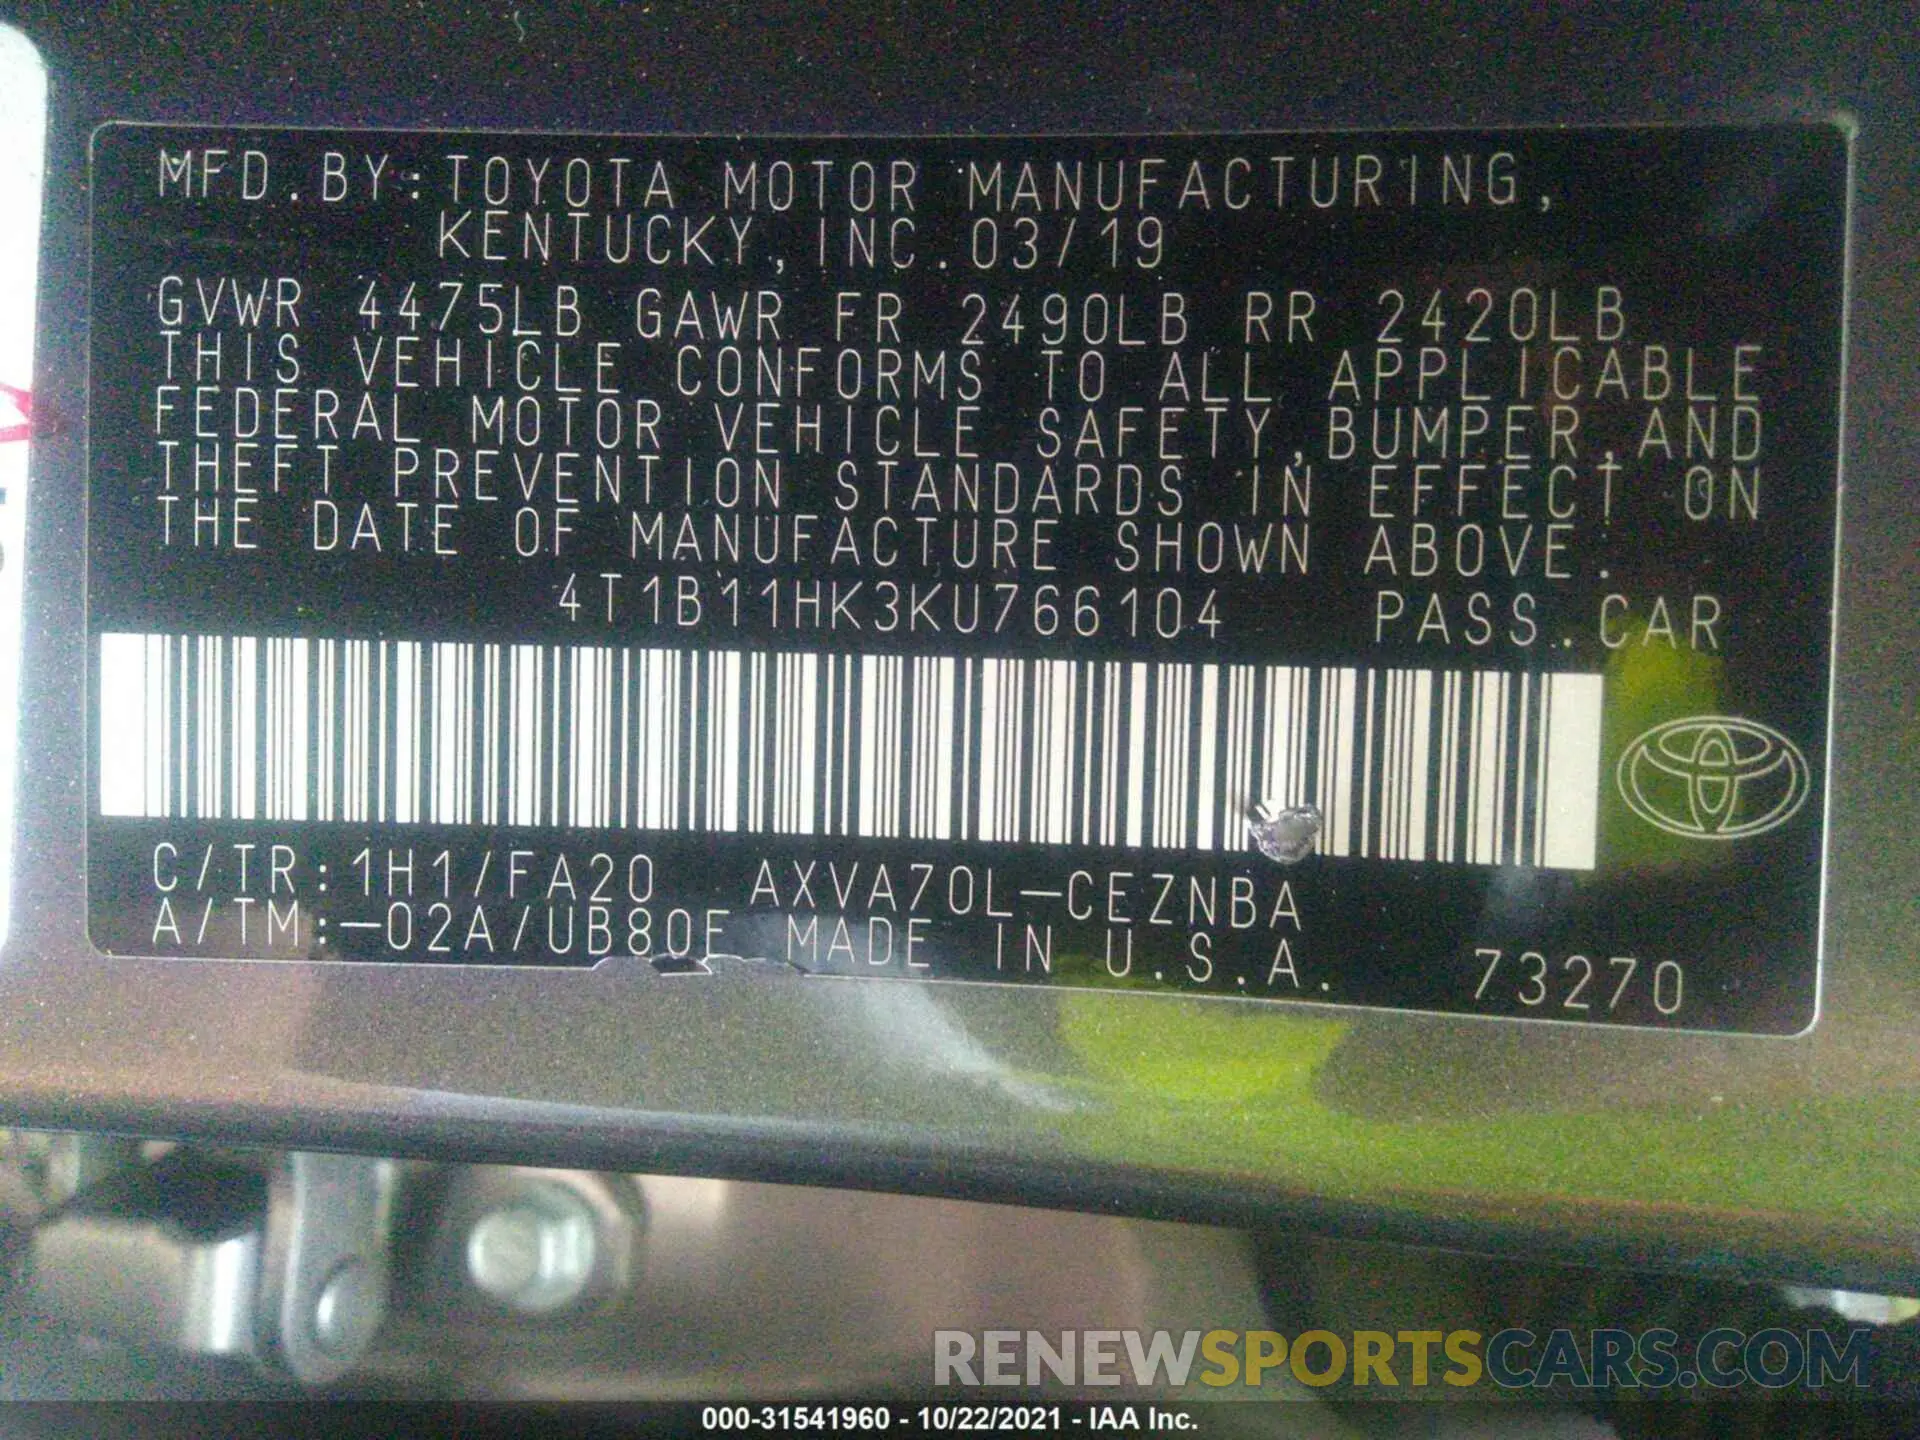 MFD.BY:TOYOTA MOTOR MANUFACTURING,
KENTUCKY,INC.03/19
GVWR 4475LB GAWR FR 2490LB RR 2420LB
THIS VEHICLE CONFORMS TO ALL APPLICABLE
FEDERAL MOTOR VEHICLE SAFETY,BUMPER,AND
THEFT PREVENTION STANDARDS IN EFFECT ON
THE DATE OF MANUFACTURE SHOWN ABOVE.
4T1B11HK3KU766104 PASS.CAR
C/TR:1H1/FA20 AXVA70L-CEZNBA
A/TM:-02A/UB80F MADE IN U.S.A. 73270
RENEWSPORTSCARS.COM
000-31541960 - 10/22/2021 - IAA Inc.